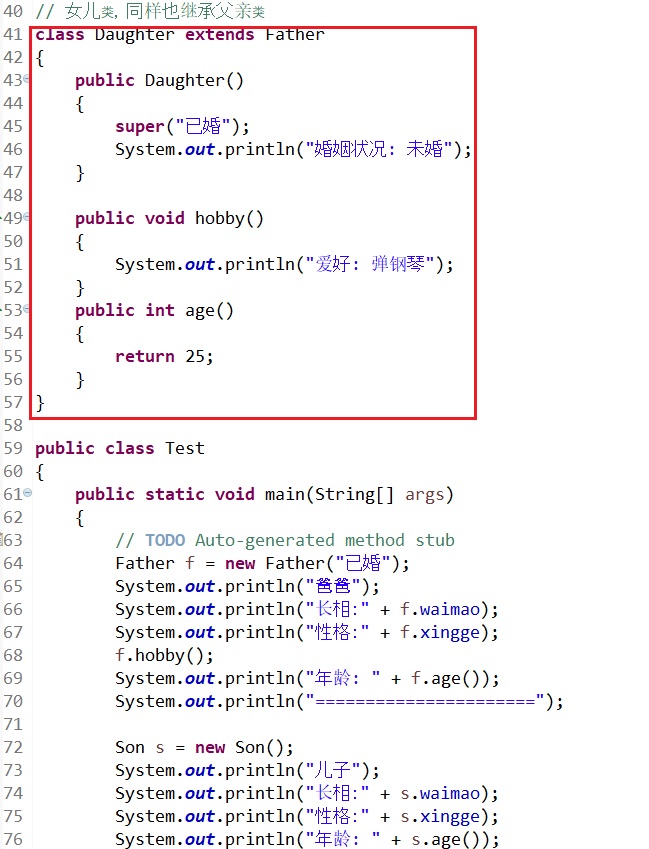 40 // 女儿类, 同样也继承父亲类
41 class Daughter extends Father
42 {
43     public Daughter()
44     {
45         super("已婚");
46         System.out.println("婚姻状况: 未婚");
47     }
48
49     public void hobby()
50     {
51         System.out.println("爱好: 弹钢琴");
52     }
53     public int age()
54     {
55         return 25;
56     }
57 }
58
59 public class Test
60 {
61     public static void main(String[] args)
62     {
63         // TODO Auto-generated method stub
64         Father f = new Father("已婚");
65         System.out.println("爸爸");
66         System.out.println("长相:" + f.waimao);
67         System.out.println("性格:" + f.xingge);
68         f.hobby();
69         System.out.println("年龄: " + f.age());
70         System.out.println("======================");
71
72         Son s = new Son();
73         System.out.println("儿子");
74         System.out.println("长相:" + s.waimao);
75         System.out.println("性格:" + s.xingge);
76         System.out.println("年龄: " + s.age());